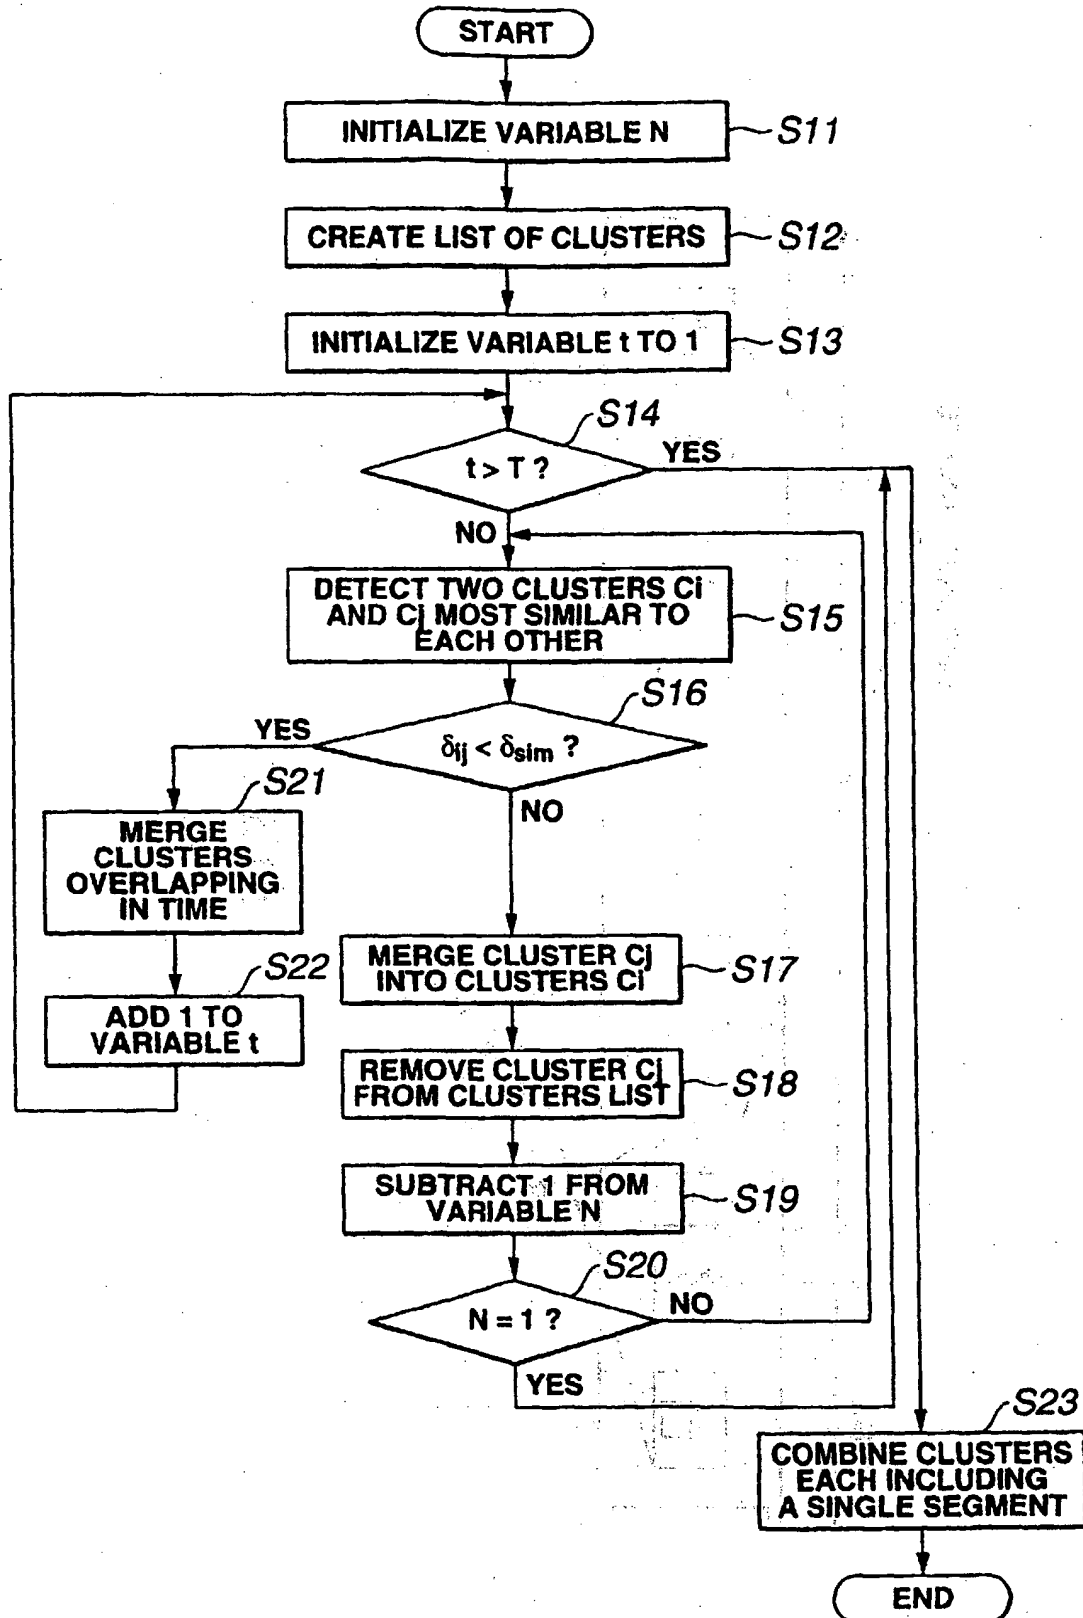 START
INITIALIZE VARIABLE N
S11
CREATE LIST OF CLUSTERS
S12
INITIALIZE VARIABLE t TO 1
S13
S14
t > T ?
YES
NO
DETECT TWO CLUSTERS Ci
AND Cj MOST SIMILAR TO
EACH OTHER
S15
S16
δij < δsim ?
YES
NO
S21
MERGE
CLUSTERS
OVERLAPPING
IN TIME
S22
ADD 1 TO
VARIABLE t
MERGE CLUSTER Cj
INTO CLUSTERS Ci
S17
REMOVE CLUSTER Cj
FROM CLUSTERS LIST
S18
SUBTRACT 1 FROM
VARIABLE N
S19
S20
N = 1 ?
NO
YES
S23
COMBINE CLUSTERS
EACH INCLUDING
A SINGLE SEGMENT
END